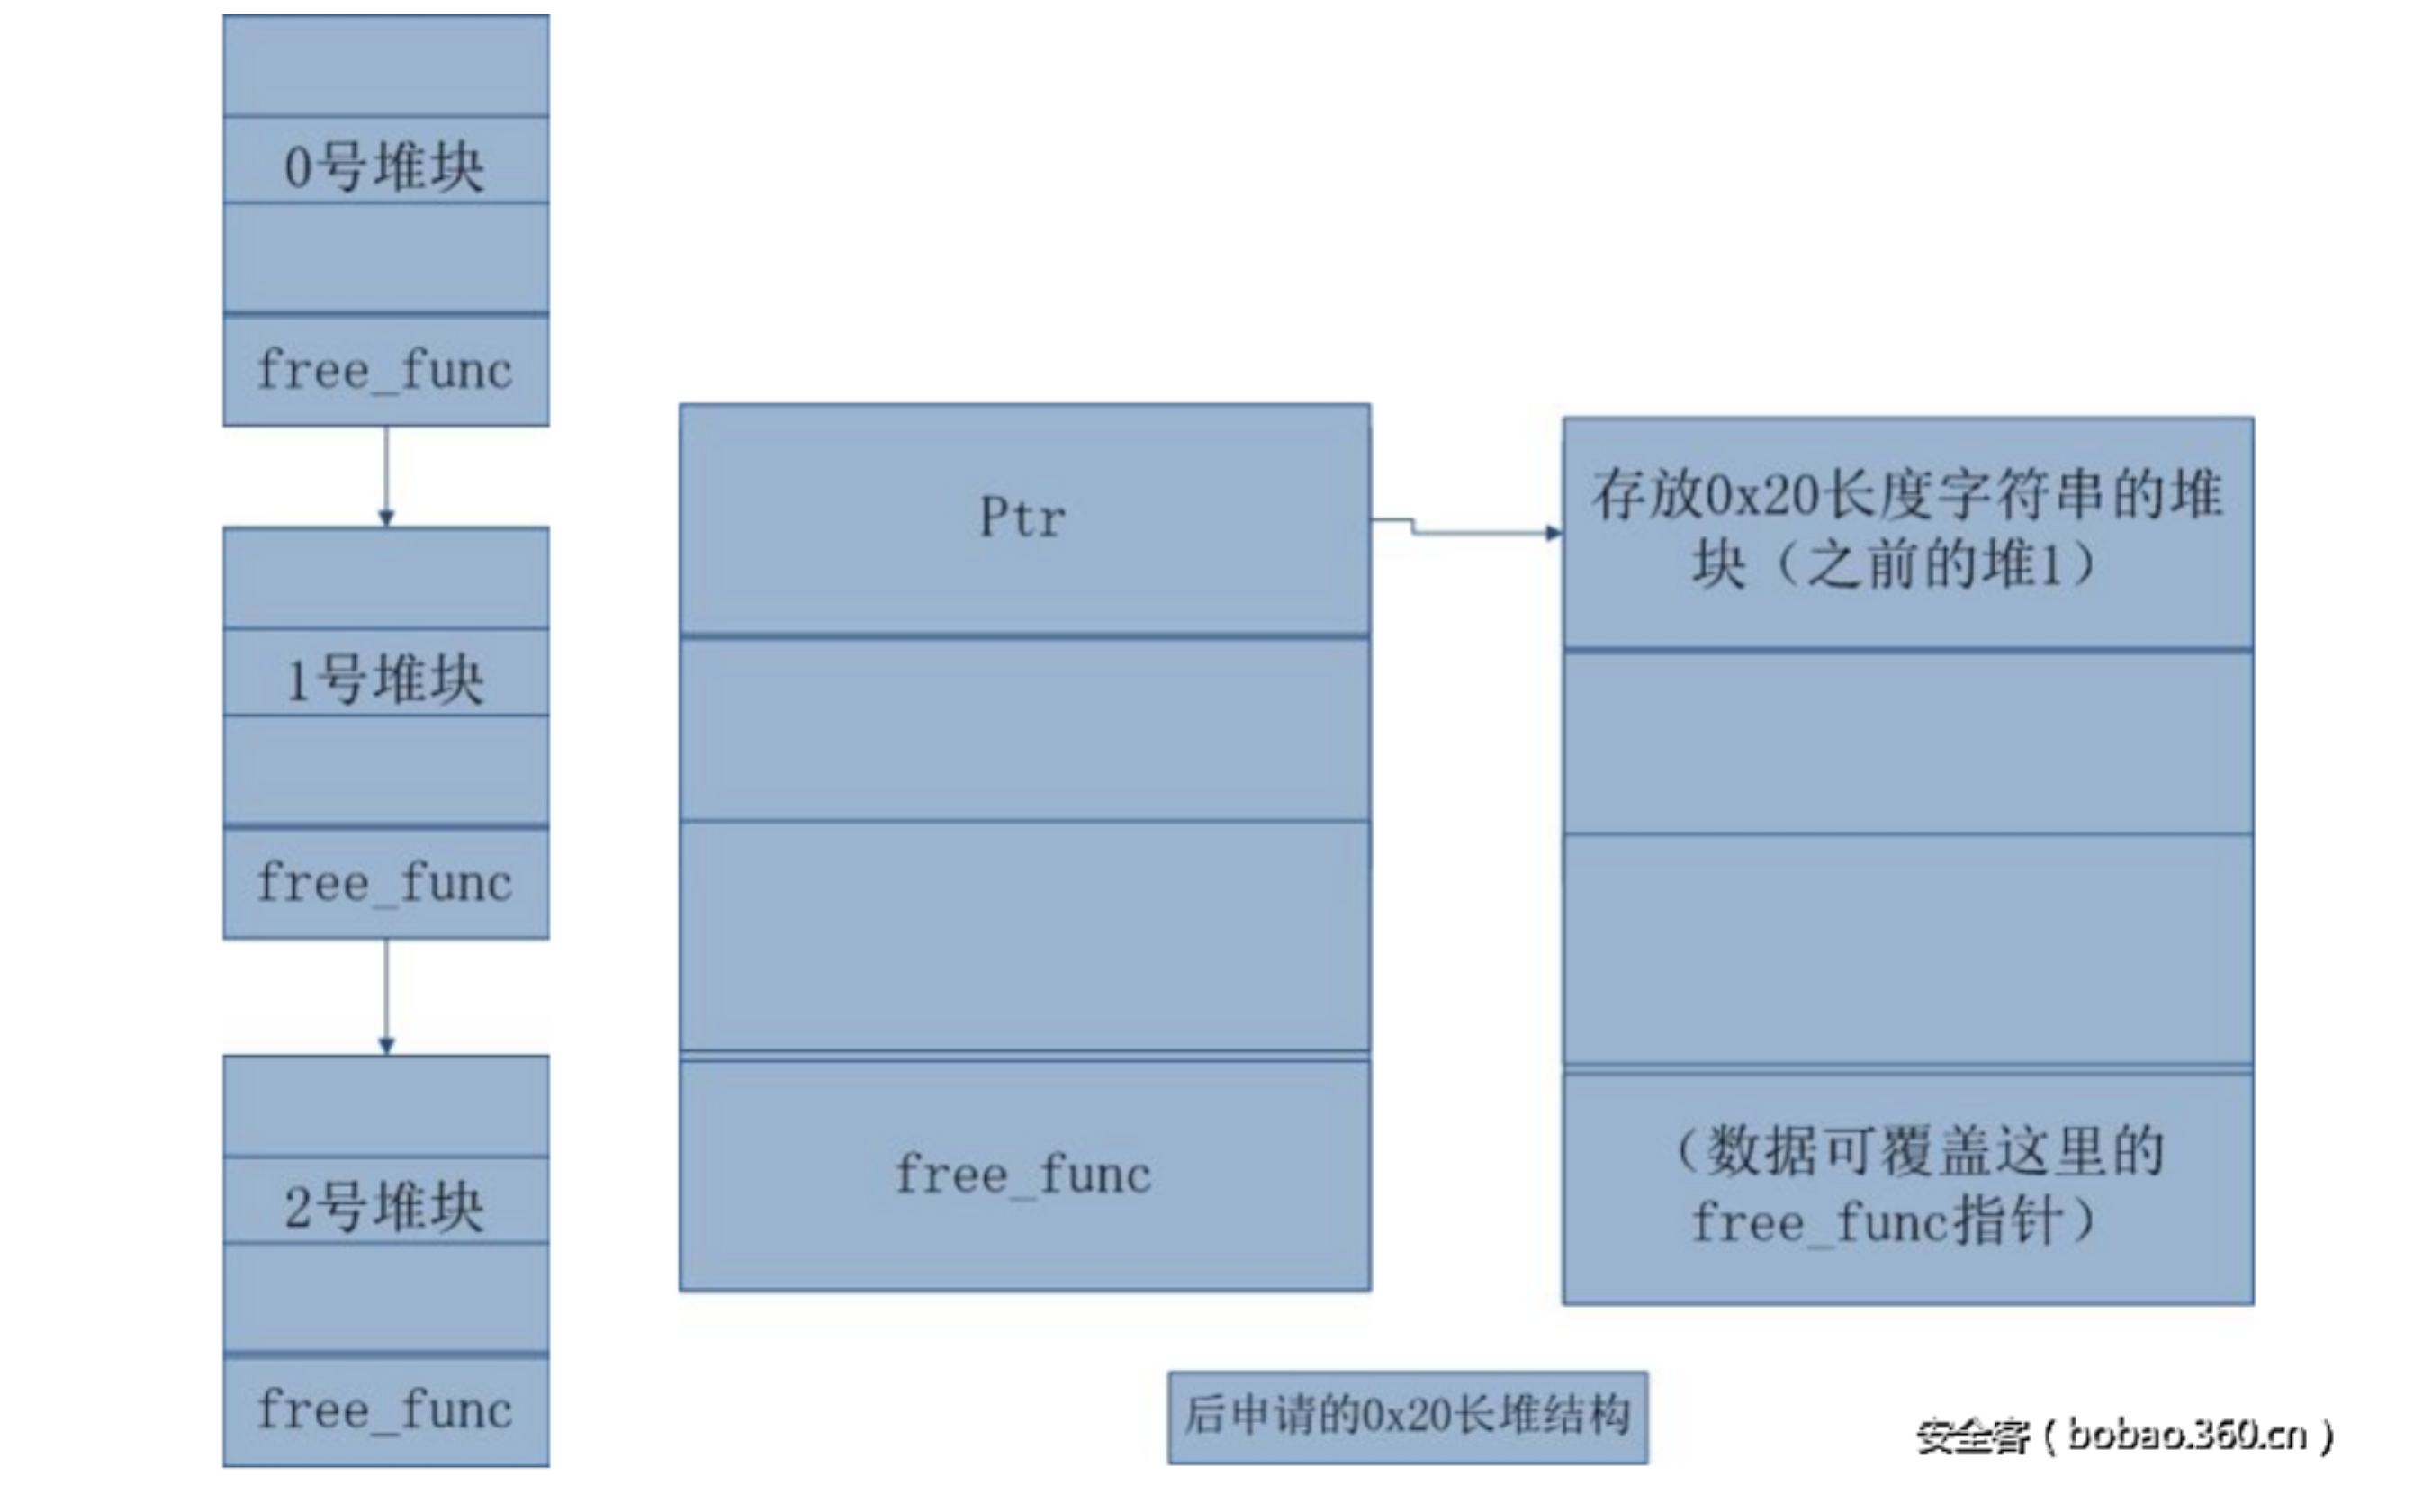 0号堆块
free_func
1号堆块
free_func
2号堆块
free_func
Ptr
free_func
存放0x20长度字符串的堆
块（之前的堆1）
（数据可覆盖这里的
free_func指针）
后申请的0x20长堆结构
安全客（bobao.360.cn）